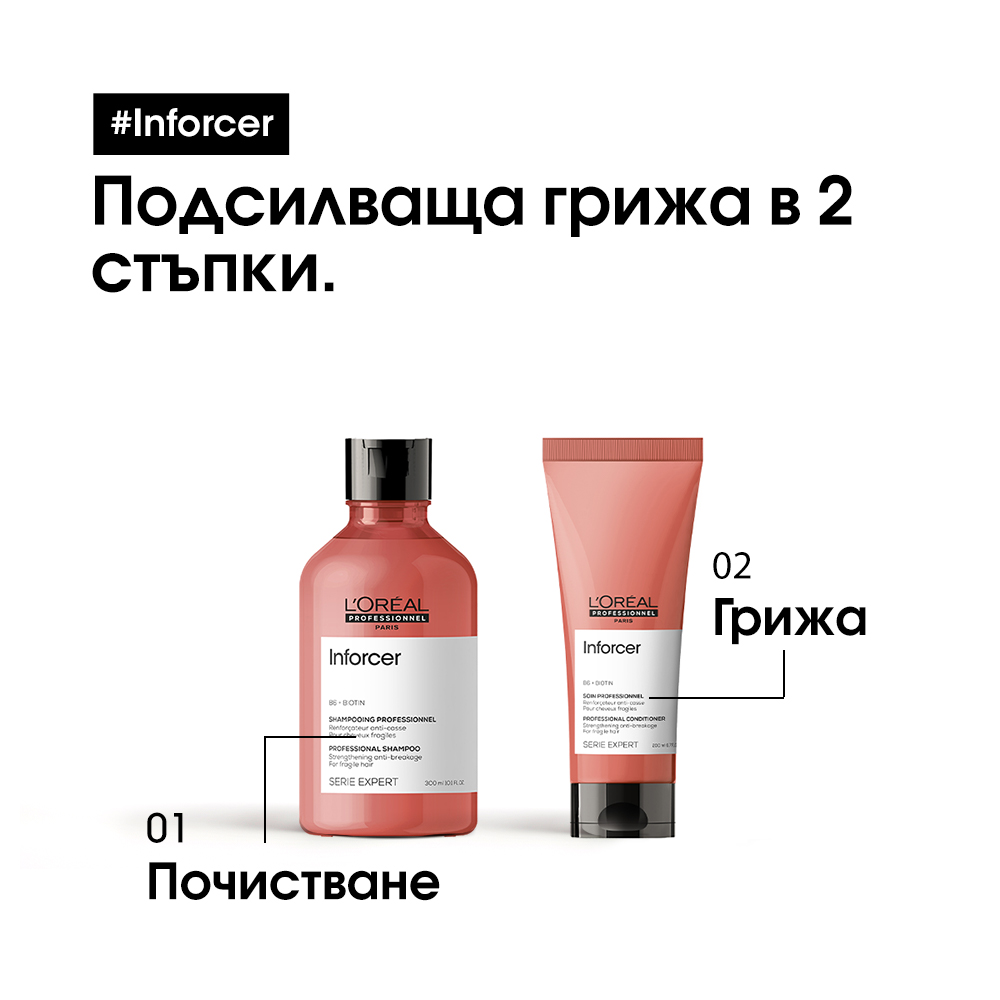 #Inforcer
Подсилваща грижа в 2
стъпки.
L'ORÉAL
PROFESSIONNEL
PARIS
Inforcer
B6 + BIOTIN
SHAMPOOING PROFESSIONNEL
Renforçateur anti-casse
Pour cheveux fragiles
PROFESSIONAL SHAMPOO
Strengthening anti-breakage
For fragile hair
SERIE EXPERT 300 ml
01
Почистване
L'ORÉAL
PROFESSIONNEL
PARIS
Inforcer
B6 + BIOTIN
SOIN PROFESSIONNEL
Renforçateur anti-casse
Pour cheveux fragiles
PROFESSIONAL CONDITIONER
Strengthening anti-breakage
For fragile hair
SERIE EXPERT
02
Грижа